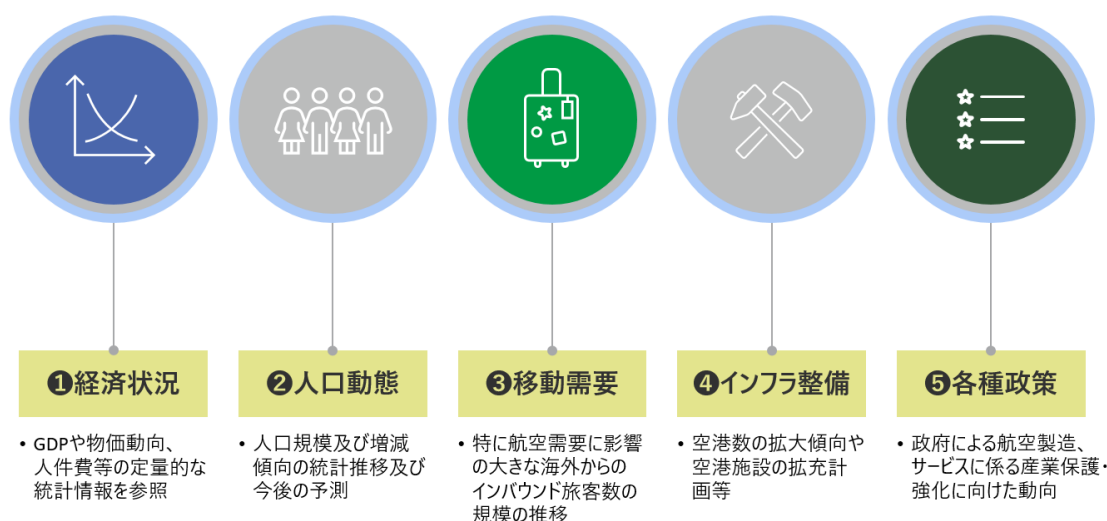 ❶経済状況
• GDPや物価動向、
人件費等の定量的な
統計情報を参照
❷人口動態
• 人口規模及び増減
傾向の統計推移及び
今後の予測
❸移動需要
• 特に航空需要に影響
の大きな海外からの
インバウンド旅客数の
規模の推移
❹インフラ整備
• 空港数の拡大傾向や
空港施設の拡充計
画等
❺各種政策
• 政府による航空製造、
サービスに係る産業保護・
強化に向けた動向